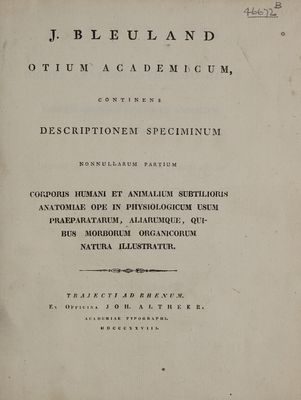 46672 B
J. BLEULAND
OTIUM ACADEMICUM,
CONTINENS
DESCRIPTIONEM SPECIMINUM
NONNULLARUM PARTIUM
CORPORIS HUMANI ET ANIMALIUM SUBTILIORIS
ANATOMIAE OPE IN PHYSIOLOGICUM USUM
PRAEPARATARUM, ALIARUMQUE, QUI-
BUS MORBORUM ORGANICORUM
NATURA ILLUSTRATUR.
TRAJECTI AD RHENUM,
EX OFFICINA JOH. ALTHEER,
ACADEMIAE TYPOGRAPHI.
MDCCCXXVIII.